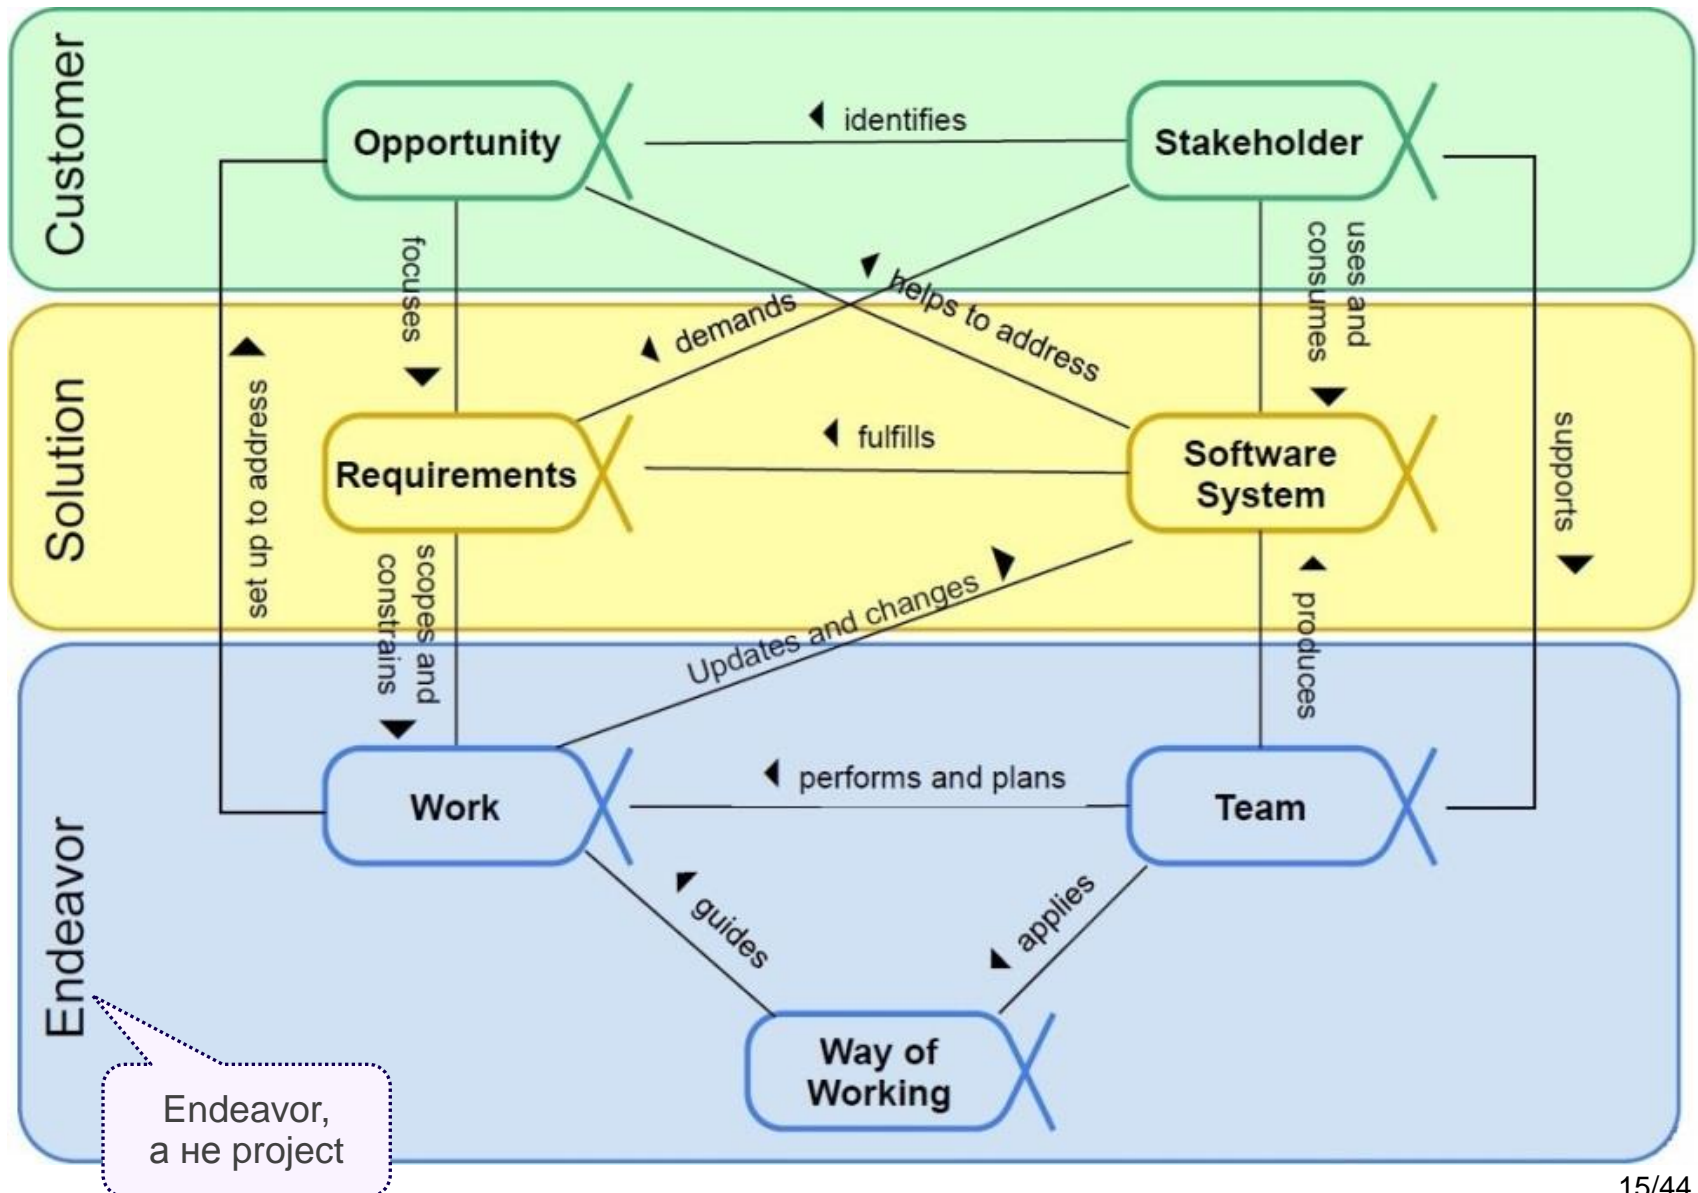 Customer
Opportunity
identifies
Stakeholder
focuses
uses and
consumes
demands
helps to address
Solution
set up to appress
Requirements
fulfills
Software
System
supports
scopes and
constrains
Updates and changes
produces
Endeavor
Work
performs and plans
Team
guides
applies
Way of
Working
Endeavor,
а не project
15/44